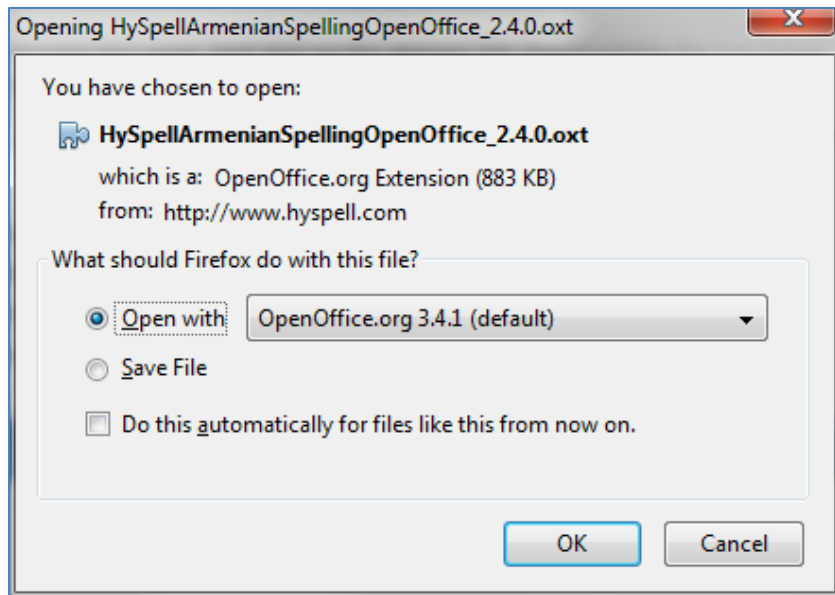 Opening HySpellArmenianSpellingOpenOffice_2.4.0.oxt
You have chosen to open:
HySpellArmenianSpellingOpenOffice_2.4.0.oxt
which is a: OpenOffice.org Extension (883 KB)
from: http://www.hyspell.com
What should Firefox do with this file?
Open with OpenOffice.org 3.4.1 (default)
Save File
Do this automatically for files like this from now on.
OK Cancel